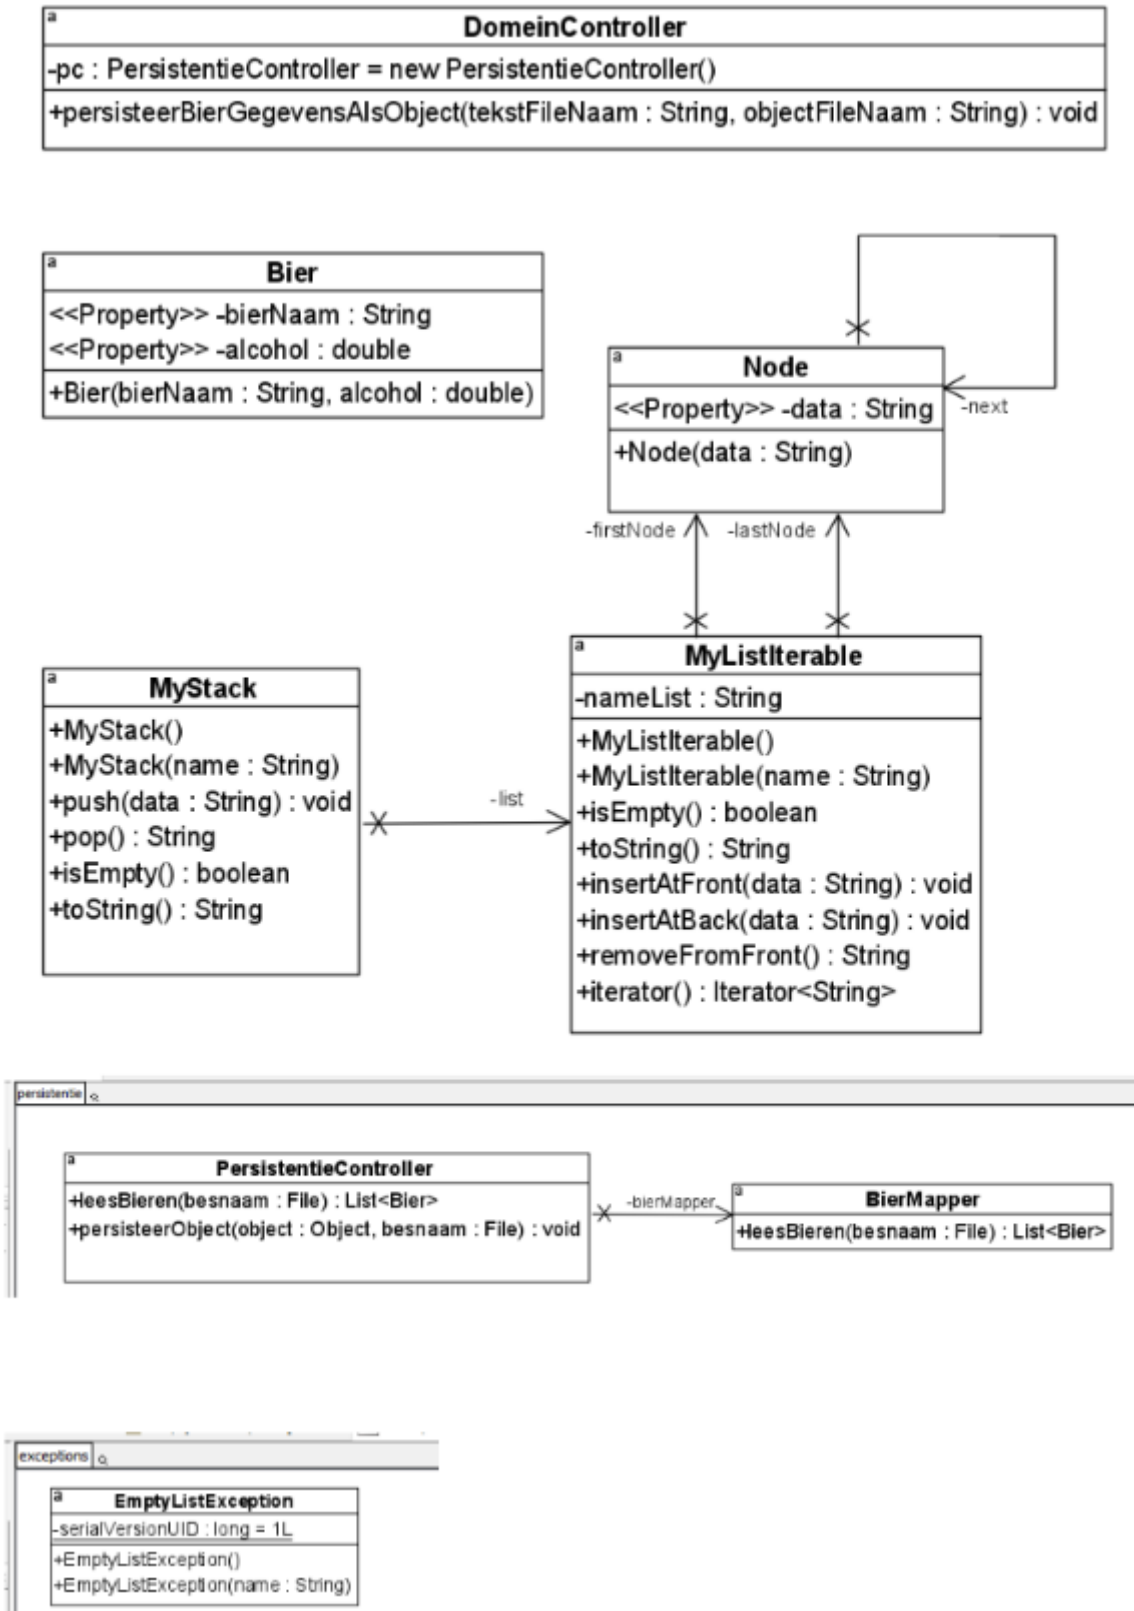 a
DomeinController
-pc : PersistentieController = new PersistentieController()
+persisteerBierGegevensAlsObject(tekstFileNaam : String, objectFileNaam : String) : void
a
Bier
<<Property>> -bierNaam : String
<<Property>> -alcohol : double
+Bier(bierNaam : String, alcohol : double)
a
Node
<<Property>> -data : String
+Node(data : String)
-next
-firstNode
-lastNode
a
MyStack
+MyStack()
+MyStack(name : String)
+push(data : String) : void
+pop() : String
+isEmpty() : boolean
+toString() : String
-list
a
MyListIterable
-nameList : String
+MyListIterable()
+MyListIterable(name : String)
+isEmpty() : boolean
+toString() : String
+insertAtFront(data : String) : void
+insertAtBack(data : String) : void
+removeFromFront() : String
+iterator() : Iterator<String>
persistentie
a
PersistentieController
+leesBieren(besnaam : File) : List<Bier>
+persisteerObject(object : Object, besnaam : File) : void
-bierMapper
a
BierMapper
+leesBieren(besnaam : File) : List<Bier>
exceptions
a
EmptyListException
-serialVersionUID : long = 1L
+EmptyListException()
+EmptyListException(name : String)